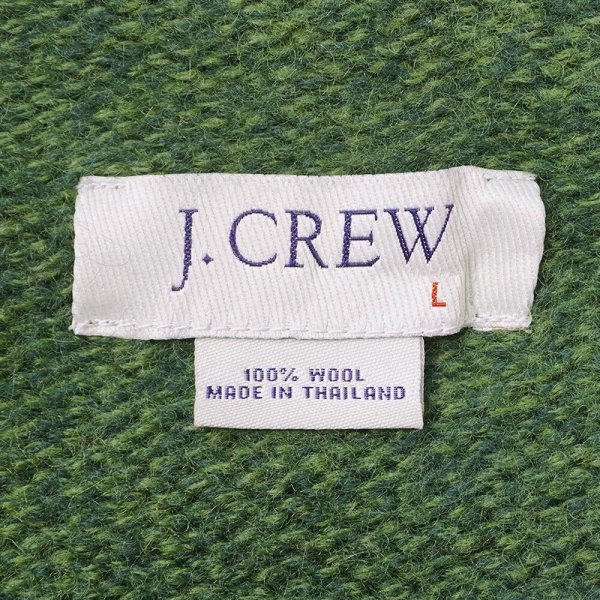 J. CREW
L
100% WOOL
MADE IN THAILAND